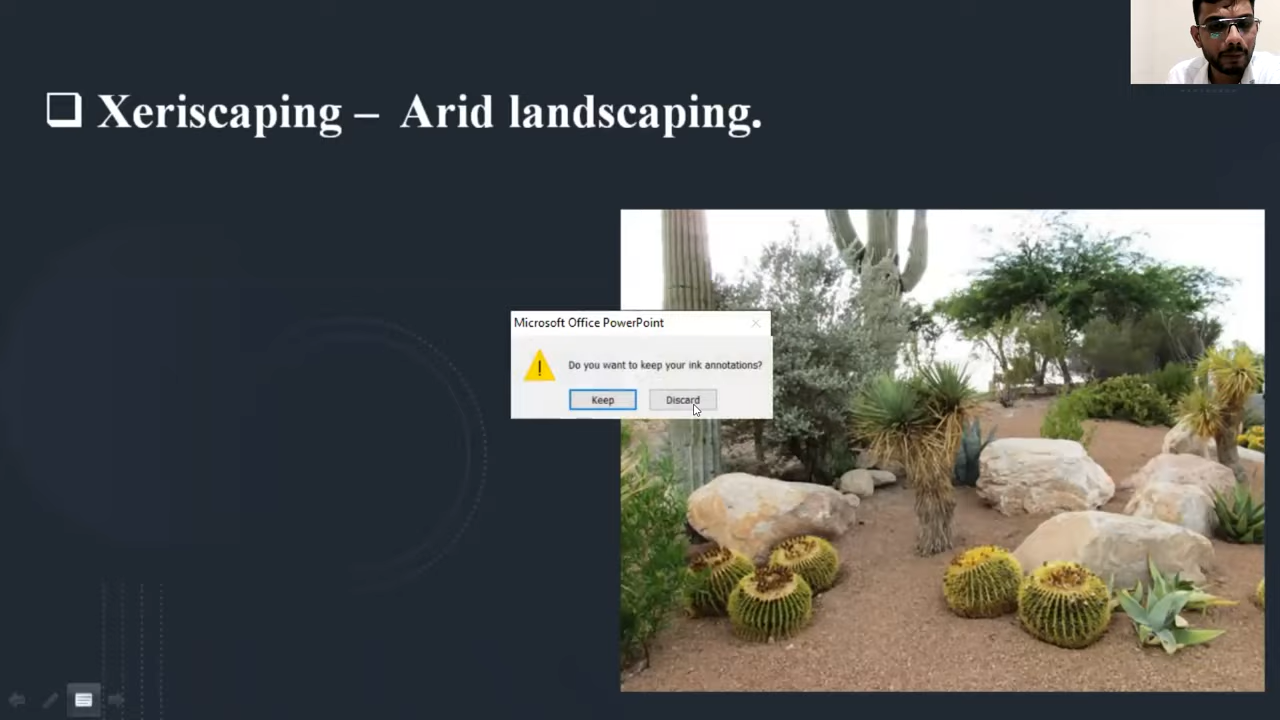 ❑ Xeriscaping – Arid landscaping.
Microsoft Office PowerPoint
Do you want to keep your ink annotations?
Keep
Discard